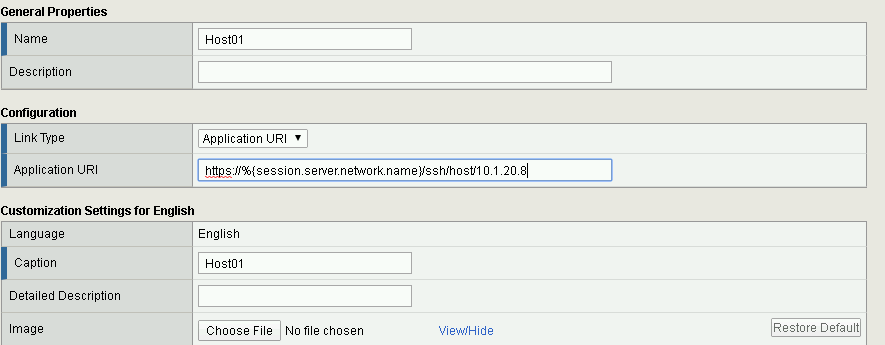 General Properties
Name Host01
Description
Configuration
Link Type Application URI
Application URI https://%{session.server.network.name}/ssh/host/10.1.20.8
Customization Settings for English
Language English
Caption Host01
Detailed Description
Image Choose File No file chosen View/Hide Restore Default